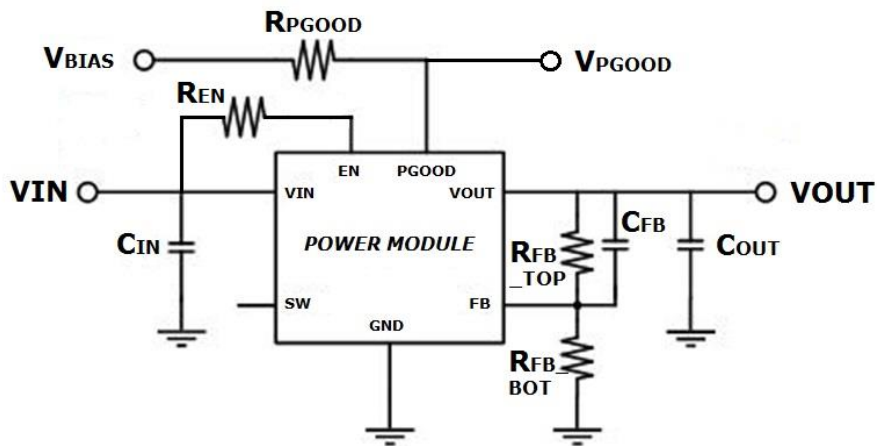 RPGOOD
VBIAS
VPGOOD
REN
EN
PGOOD
VIN
VIN
VOUT
VOUT
CIN
POWER MODULE
RFB
_TOP
CFB
COUT
SW
FB
GND
RFB_
BOT